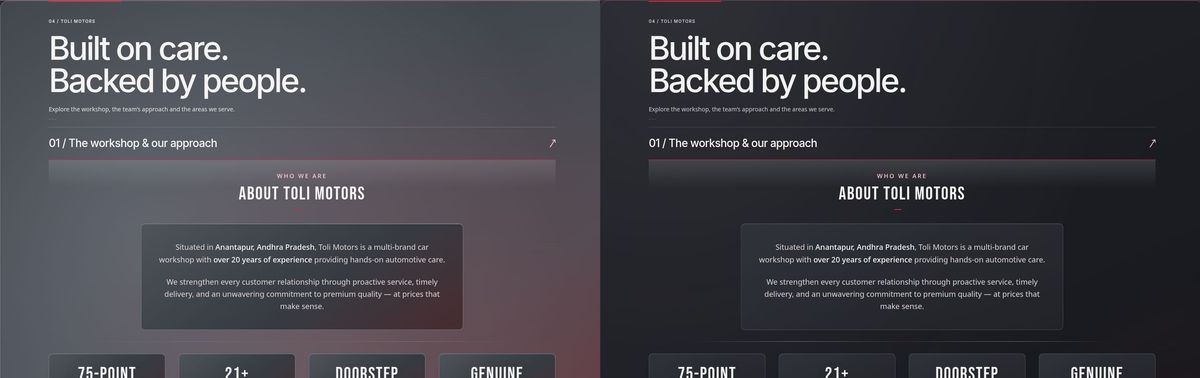 04 / TOLI MOTORS
Built on care.
Backed by people.
Explore the workshop, the team's approach and the areas we serve.
01 / The workshop & our approach
WHO WE ARE
ABOUT TOLI MOTORS
Situated in Anantapur, Andhra Pradesh, Toli Motors is a multi-brand car
workshop with over 20 years of experience providing hands-on automotive care.
We strengthen every customer relationship through proactive service, timely
delivery, and an unwavering commitment to premium quality — at prices that
make sense.
75-POINT 21+ DOORSTEP GENUINE
04 / TOLI MOTORS
Built on care.
Backed by people.
Explore the workshop, the team's approach and the areas we serve.
01 / The workshop & our approach
WHO WE ARE
ABOUT TOLI MOTORS
Situated in Anantapur, Andhra Pradesh, Toli Motors is a multi-brand car
workshop with over 20 years of experience providing hands-on automotive care.
We strengthen every customer relationship through proactive service, timely
delivery, and an unwavering commitment to premium quality — at prices that
make sense.
75-POINT 21+ DOORSTEP GENUINE